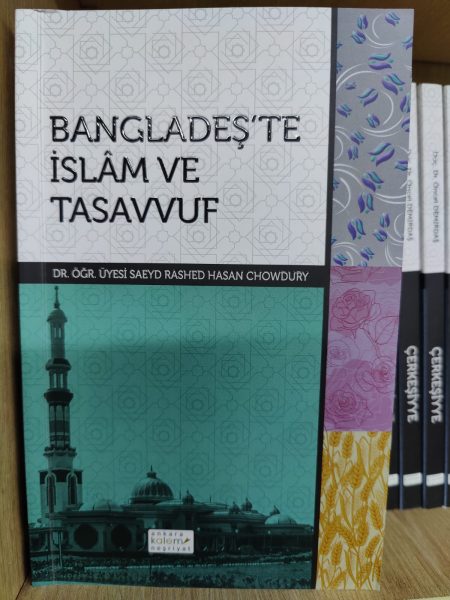 BANGLADEŞ'TE
İSLÂM VE
TASAVVUF
DR. ÖĞR. ÜYESİ SAEYD RASHED HASAN CHOWDURY
ankara
kalem
neşriyat
ÇERKEŞİYYE
ÇERKEŞİYYE